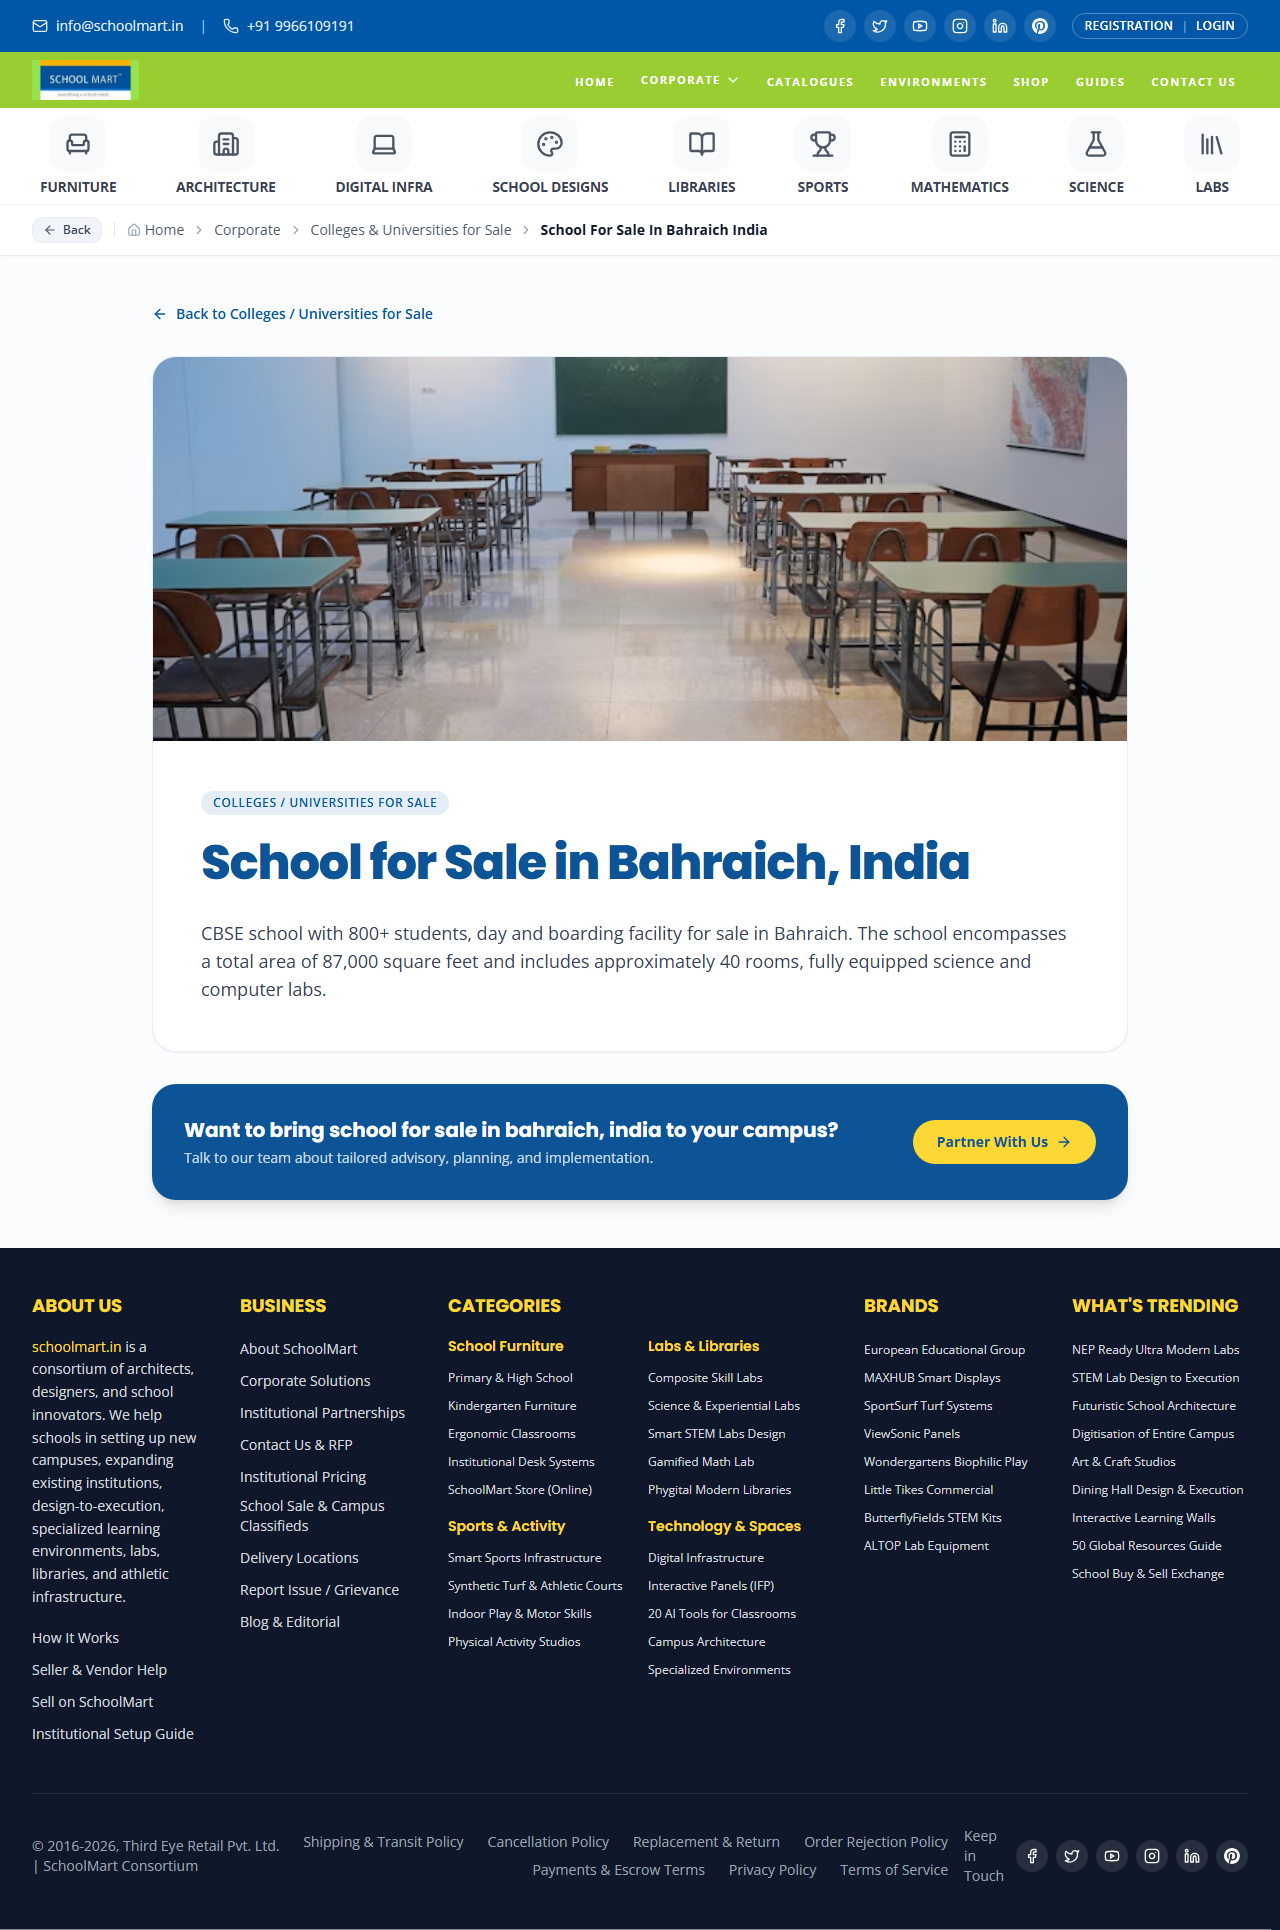 info@schoolmart.in | +91 9966109191
REGISTRATION | LOGIN
SCHOOL MART
HOME CORPORATE CATALOGUES ENVIRONMENTS SHOP GUIDES CONTACT US
FURNITURE ARCHITECTURE DIGITAL INFRA SCHOOL DESIGNS LIBRARIES SPORTS MATHEMATICS SCIENCE LABS
Back Home Corporate Colleges & Universities for Sale School For Sale In Bahraich India
Back to Colleges / Universities for Sale
COLLEGES / UNIVERSITIES FOR SALE
School for Sale in Bahraich, India
CBSE school with 800+ students, day and boarding facility for sale in Bahraich. The school encompasses
a total area of 87,000 square feet and includes approximately 40 rooms, fully equipped science and
computer labs.
Want to bring school for sale in bahraich, india to your campus?
Talk to our team about tailored advisory, planning, and implementation.
Partner With Us
ABOUT US
schoolmart.in is a
consortium of architects,
designers, and school
innovators. We help
schools in setting up new
campuses, expanding
existing institutions,
design-to-execution,
specialized learning
environments, labs,
libraries, and athletic
infrastructure.
How It Works
Seller & Vendor Help
Sell on SchoolMart
Institutional Setup Guide
BUSINESS
About SchoolMart
Corporate Solutions
Institutional Partnerships
Contact Us & RFP
Institutional Pricing
School Sale & Campus
Classifieds
Delivery Locations
Report Issue / Grievance
Blog & Editorial
CATEGORIES
School Furniture
Primary & High School
Kindergarten Furniture
Ergonomic Classrooms
Institutional Desk Systems
SchoolMart Store (Online)
Sports & Activity
Smart Sports Infrastructure
Synthetic Turf & Athletic Courts
Indoor Play & Motor Skills
Physical Activity Studios
Labs & Libraries
Composite Skill Labs
Science & Experiential Labs
Smart STEM Labs Design
Gamified Math Lab
Phygital Modern Libraries
Technology & Spaces
Digital Infrastructure
Interactive Panels (IFP)
20 AI Tools for Classrooms
Campus Architecture
Specialized Environments
BRANDS
European Educational Group
MAXHUB Smart Displays
SportSurf Turf Systems
ViewSonic Panels
Wondergartens Biophilic Play
Little Tikes Commercial
ButterflyFields STEM Kits
ALTOP Lab Equipment
WHAT'S TRENDING
NEP Ready Ultra Modern Labs
STEM Lab Design to Execution
Futuristic School Architecture
Digitisation of Entire Campus
Art & Craft Studios
Dining Hall Design & Execution
Interactive Learning Walls
50 Global Resources Guide
School Buy & Sell Exchange
© 2016-2026, Third Eye Retail Pvt. Ltd.
| SchoolMart Consortium
Shipping & Transit Policy Cancellation Policy Replacement & Return Order Rejection Policy
Payments & Escrow Terms Privacy Policy Terms of Service
Keep
in
Touch